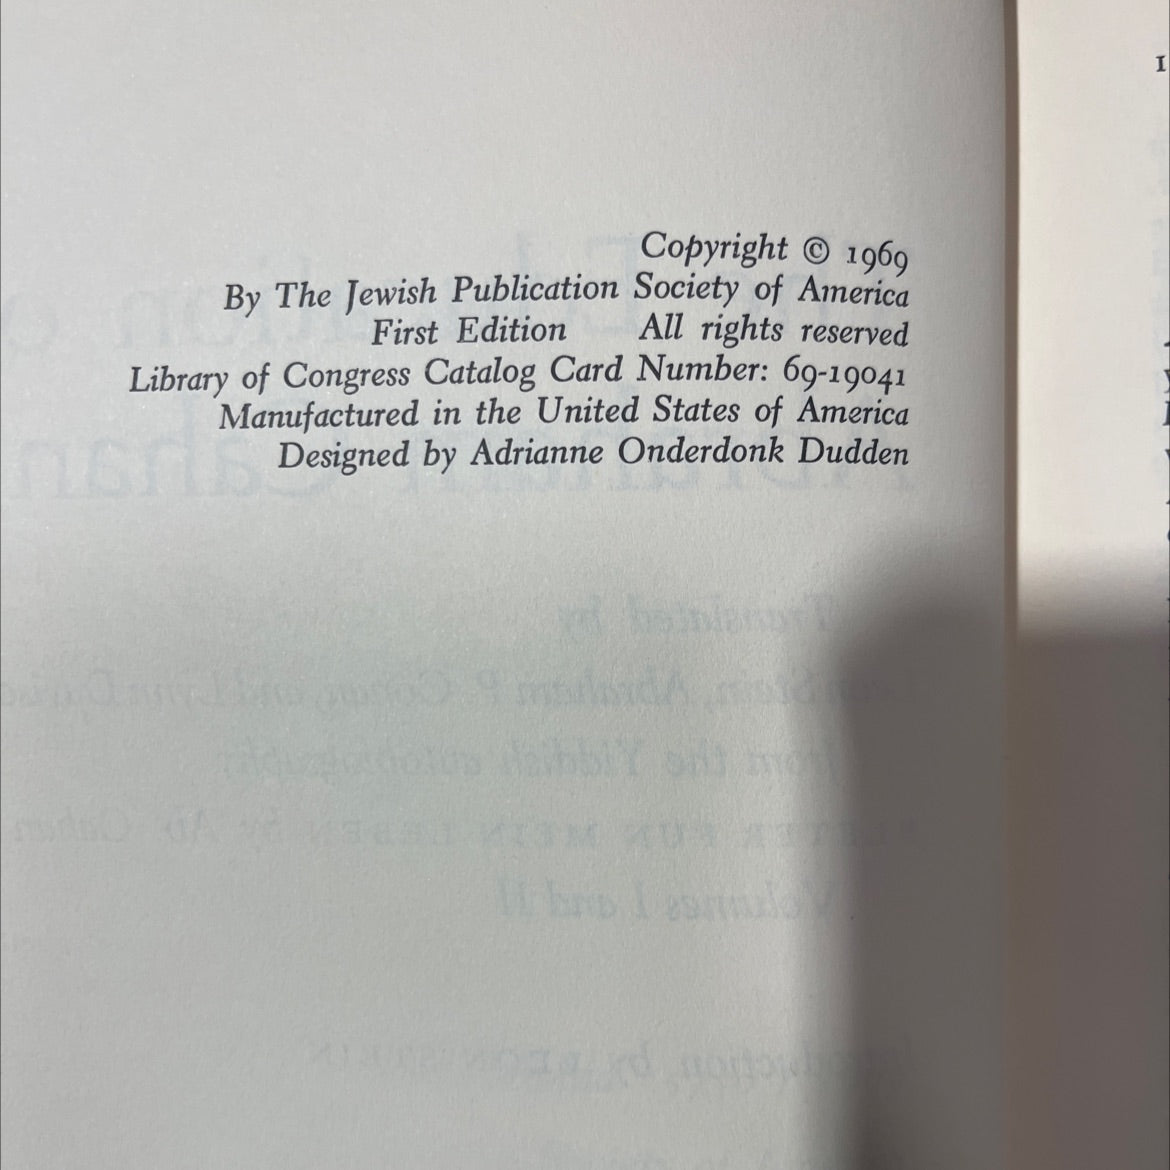 Copyright © 1969
By The Jewish Publication Society of America
First Edition All rights reserved
Library of Congress Catalog Card Number: 69-19041
Manufactured in the United States of America
Designed by Adrianne Onderdonk Dudden